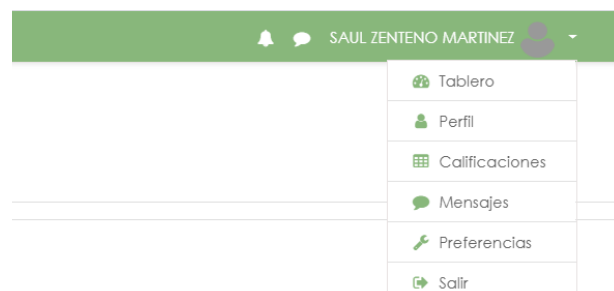 SAUL ZENTENO MARTINEZ
Tablero
Perfil
Calificaciones
Mensajes
Preferencias
Salir